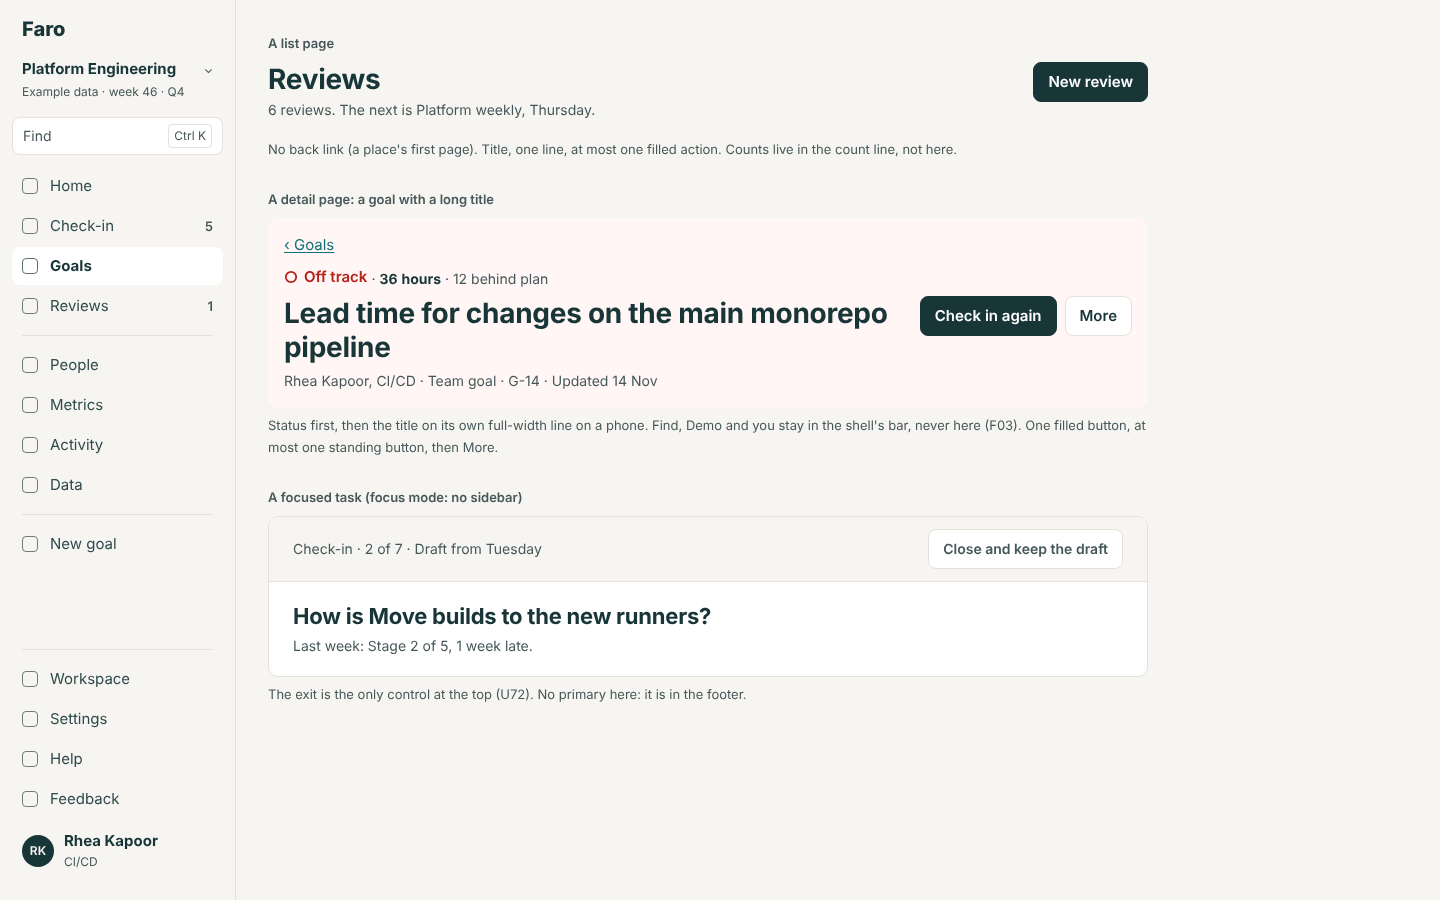 Faro
Platform Engineering
Example data · week 46 · Q4
Find
Ctrl K
Home
Check-in
5
Goals
Reviews
1
People
Metrics
Activity
Data
New goal
Workspace
Settings
Help
Feedback
RK
Rhea Kapoor
CI/CD
A list page
Reviews
New review
6 reviews. The next is Platform weekly, Thursday.
No back link (a place's first page). Title, one line, at most one filled action. Counts live in the count line, not here.
A detail page: a goal with a long title
‹ Goals
Off track · 36 hours · 12 behind plan
Lead time for changes on the main monorepo
pipeline
Check in again
More
Rhea Kapoor, CI/CD · Team goal · G-14 · Updated 14 Nov
Status first, then the title on its own full-width line on a phone. Find, Demo and you stay in the shell's bar, never here (F03). One filled button, at
most one standing button, then More.
A focused task (focus mode: no sidebar)
Check-in · 2 of 7 · Draft from Tuesday
Close and keep the draft
How is Move builds to the new runners?
Last week: Stage 2 of 5, 1 week late.
The exit is the only control at the top (U72). No primary here: it is in the footer.